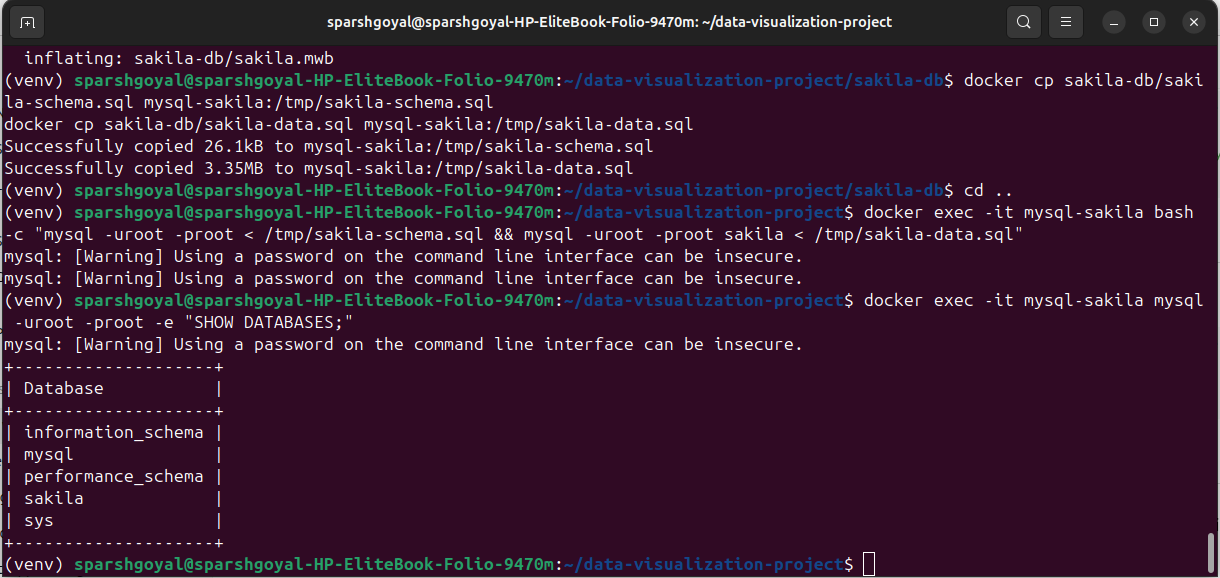 sparshgoyal@sparshgoyal-HP-EliteBook-Folio-9470m: ~/data-visualization-project
  inflating: sakila-db/sakila.mwb
(venv) sparshgoyal@sparshgoyal-HP-EliteBook-Folio-9470m:~/data-visualization-project/sakila-db$ docker cp sakila-db/saki
la-schema.sql mysql-sakila:/tmp/sakila-schema.sql
docker cp sakila-db/sakila-data.sql mysql-sakila:/tmp/sakila-data.sql
Successfully copied 26.1kB to mysql-sakila:/tmp/sakila-schema.sql
Successfully copied 3.35MB to mysql-sakila:/tmp/sakila-data.sql
(venv) sparshgoyal@sparshgoyal-HP-EliteBook-Folio-9470m:~/data-visualization-project/sakila-db$ cd ..
(venv) sparshgoyal@sparshgoyal-HP-EliteBook-Folio-9470m:~/data-visualization-project$ docker exec -it mysql-sakila bash
-c "mysql -uroot -proot < /tmp/sakila-schema.sql && mysql -uroot -proot sakila < /tmp/sakila-data.sql"
mysql: [Warning] Using a password on the command line interface can be insecure.
mysql: [Warning] Using a password on the command line interface can be insecure.
(venv) sparshgoyal@sparshgoyal-HP-EliteBook-Folio-9470m:~/data-visualization-project$ docker exec -it mysql-sakila mysql
 -uroot -proot -e "SHOW DATABASES;"
mysql: [Warning] Using a password on the command line interface can be insecure.
+--------------------+
| Database           |
+--------------------+
| information_schema |
| mysql              |
| performance_schema |
| sakila             |
| sys                |
+--------------------+
(venv) sparshgoyal@sparshgoyal-HP-EliteBook-Folio-9470m:~/data-visualization-project$